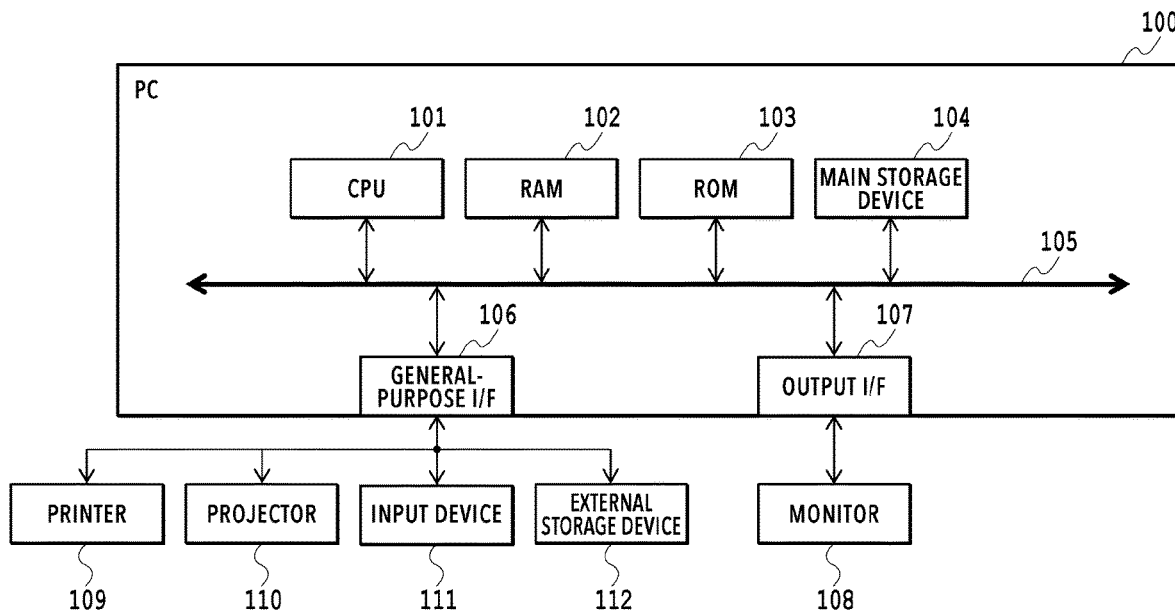 100
PC
101
102
103
104
CPU
RAM
ROM
MAIN STORAGE
DEVICE
105
106
107
GENERAL-
PURPOSE I/F
OUTPUT I/F
PRINTER
PROJECTOR
INPUT DEVICE
EXTERNAL
STORAGE DEVICE
MONITOR
109
110
111
112
108